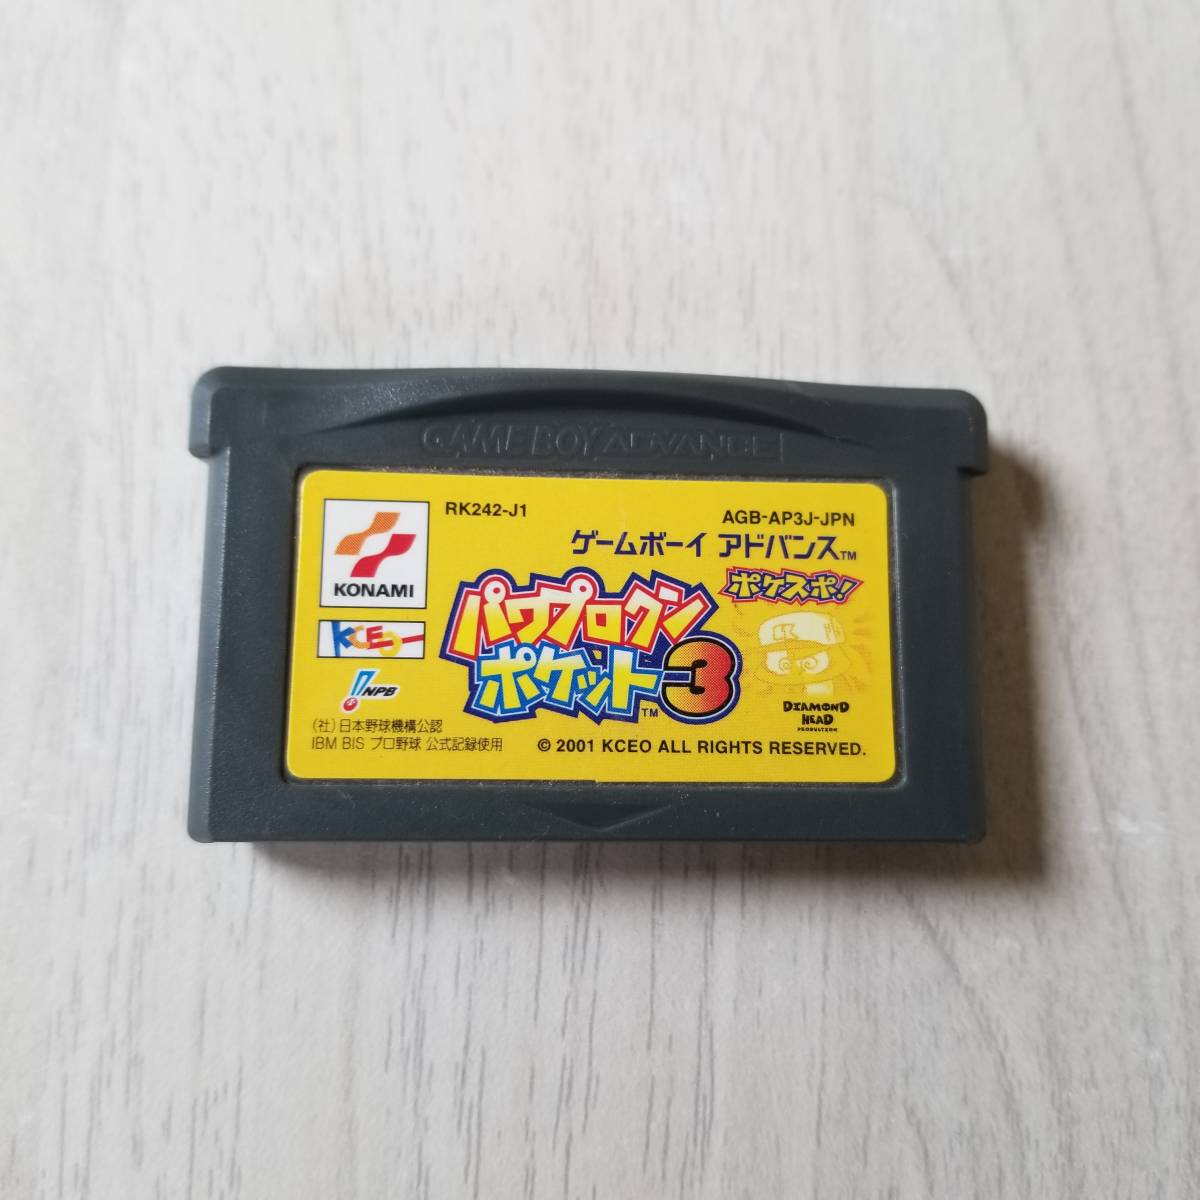 GAME BOY ADVANCE
RK242-J1
AGB-AP3J-JPN
ゲームボーイ アドバンス™
KONAMI
ポケスポ!
パワプロクン
ポケット3™
KCEO
NPB
DIAMOND
HEAD
PRODUCTION
(社)日本野球機構公認
IBM BIS プロ野球 公式記録使用
© 2001 KCEO ALL RIGHTS RESERVED.